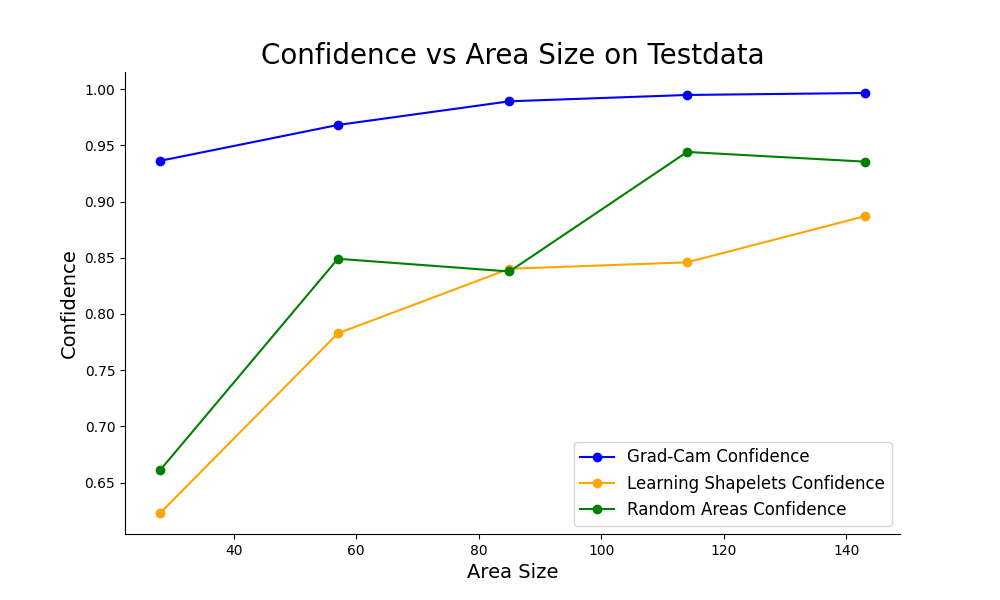 Confidence vs Area Size on Testdata
Confidence
1.00
0.95
0.90
0.85
0.80
0.75
0.70
0.65
40 60 80 100 120 140
Area Size
Grad-Cam Confidence
Learning Shapelets Confidence
Random Areas Confidence